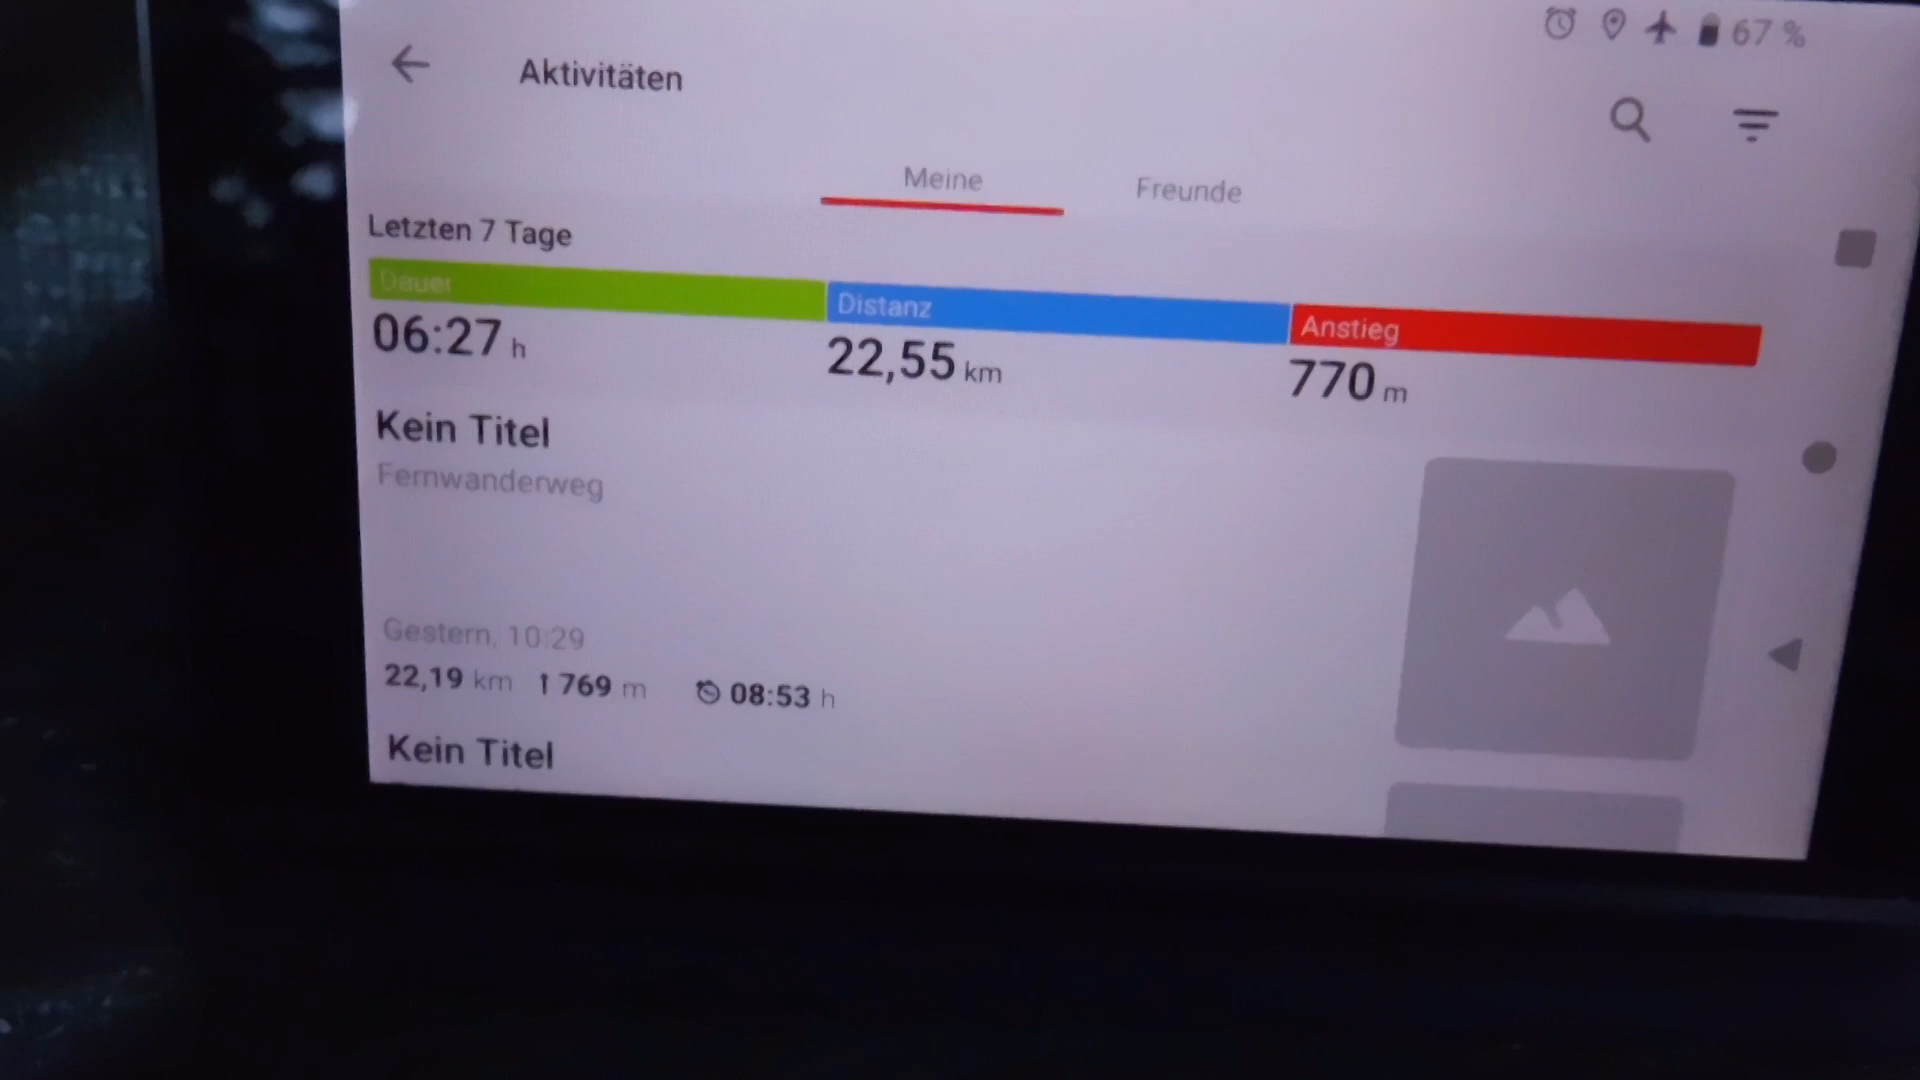 67 %
Aktivitäten
Meine Freunde
Letzten 7 Tage
Dauer Distanz Anstieg
06:27 h 22,55 km 770 m
Kein Titel
Fernwanderweg
Gestern, 10:29
22,19 km 769 m 08:53 h
Kein Titel